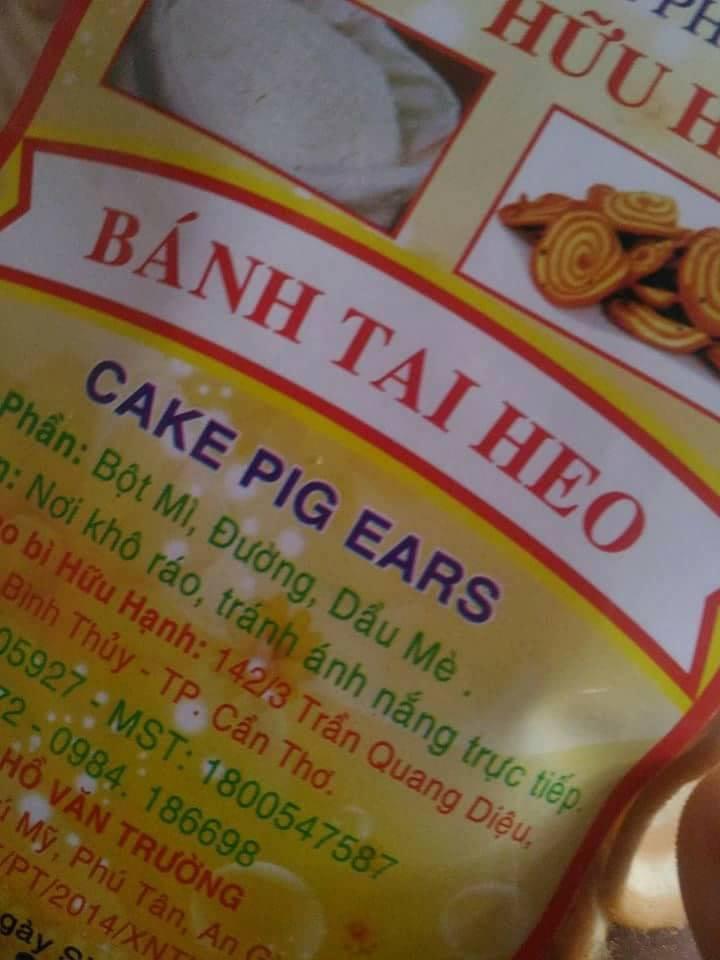 HỮU
BÁNH TAI HEO
CAKE PIG EARS
Phần: Bột Mì, Đường, Dầu Mè .
Nơi khô ráo, tránh ánh nắng trực tiếp.
bì Hữu Hạnh: 142/3 Trần Quang Diệu,
Bình Thủy - TP. Cần Thơ.
05927 - MST: 1800547587
72 - 0984. 186698
HỒ VĂN TRƯỜNG
Mỹ, Phú Tân, An
/PT/2014/XNT